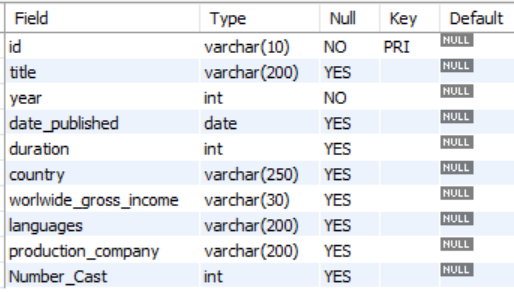 Field Type Null Key Default
id varchar(10) NO PRI NULL
title varchar(200) YES NULL
year int NO NULL
date_published date YES NULL
duration int YES NULL
country varchar(250) YES NULL
worlwide_gross_income varchar(30) YES NULL
languages varchar(200) YES NULL
production_company varchar(200) YES NULL
Number_Cast int YES NULL